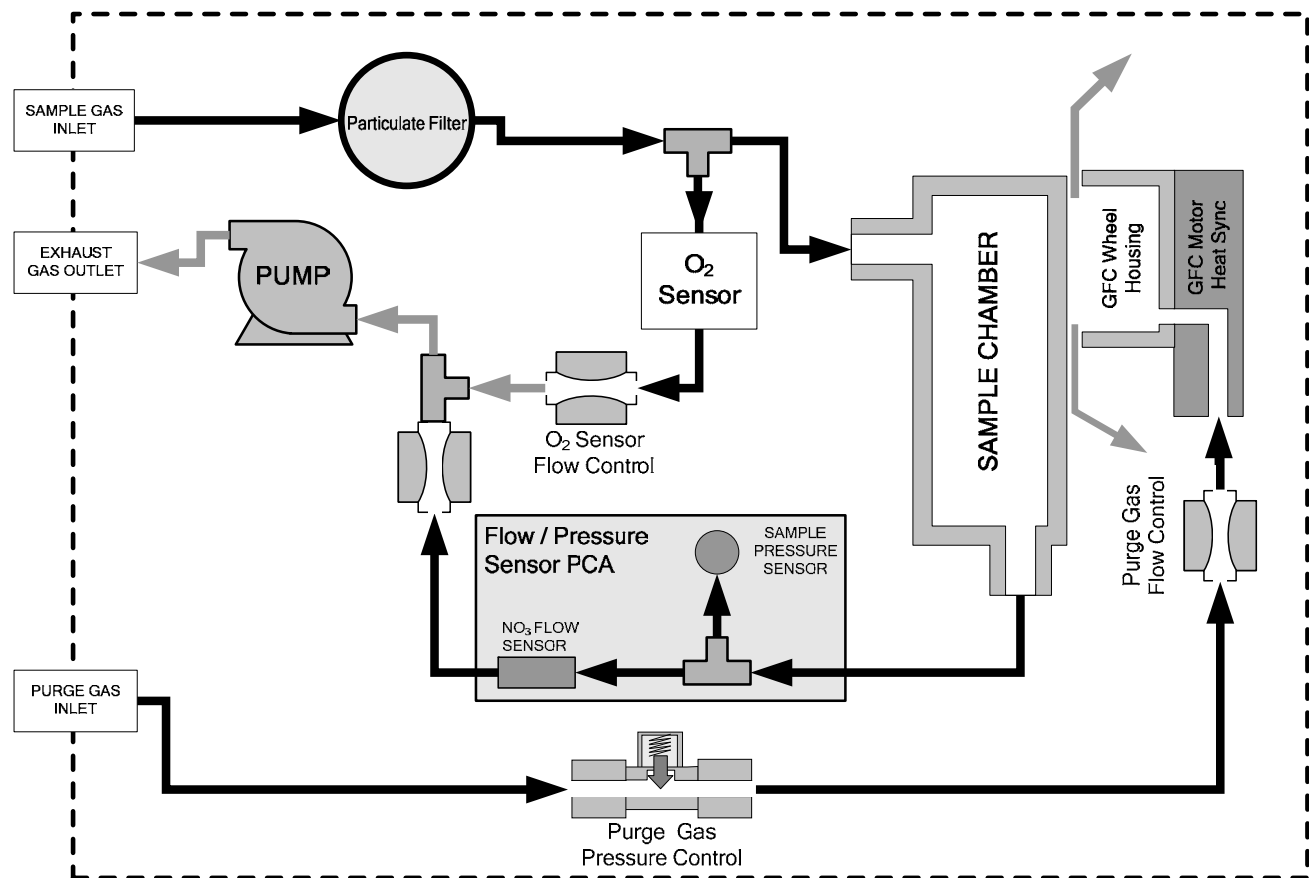 SAMPLE GAS
INLET
Particulate Filter
EXHAUST
GAS OUTLET
PUMP
O₂
Sensor
SAMPLE CHAMBER
GFC Wheel
Housing
GFC Motor
Heat Sync
O₂ Sensor
Flow Control
Flow / Pressure
Sensor PCA
SAMPLE
PRESSURE
SENSOR
NO₃ FLOW
SENSOR
Purge Gas
Flow Control
PURGE GAS
INLET
Purge Gas
Pressure Control